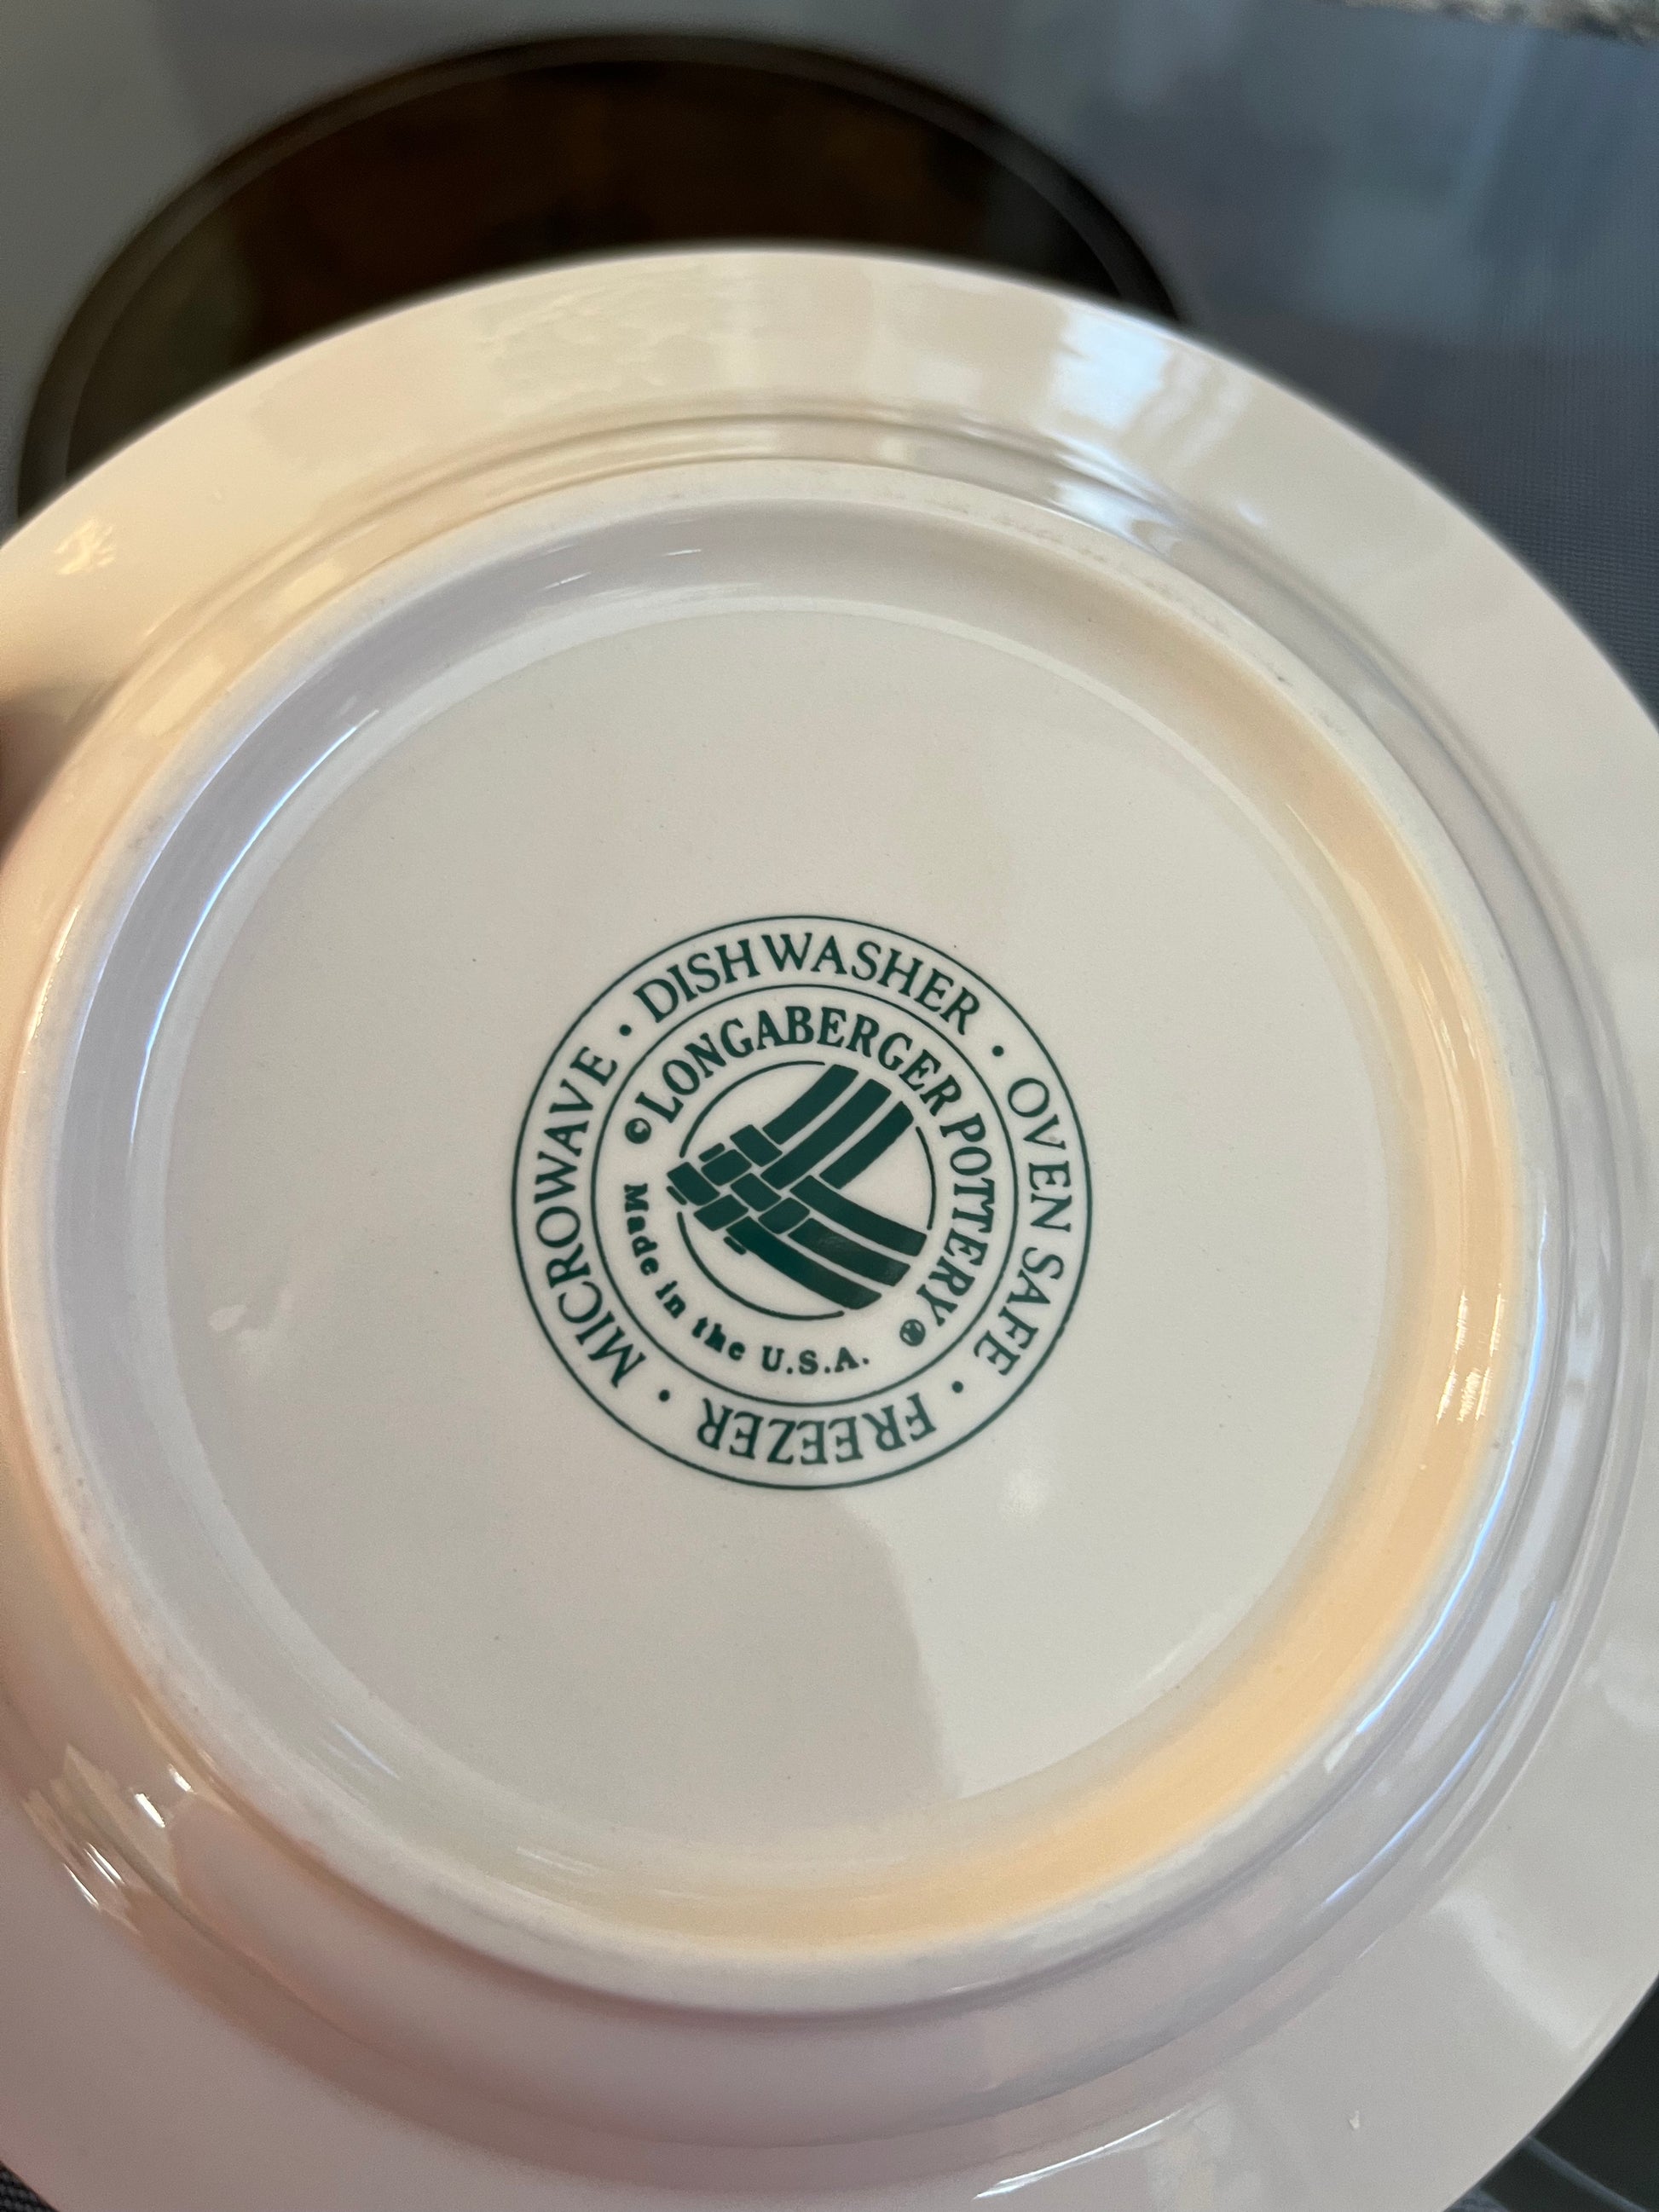 MICROWAVE • DISHWASHER • OVEN SAFE • FREEZER •
© LONGABERGER POTTERY ®
Made in the U.S.A.